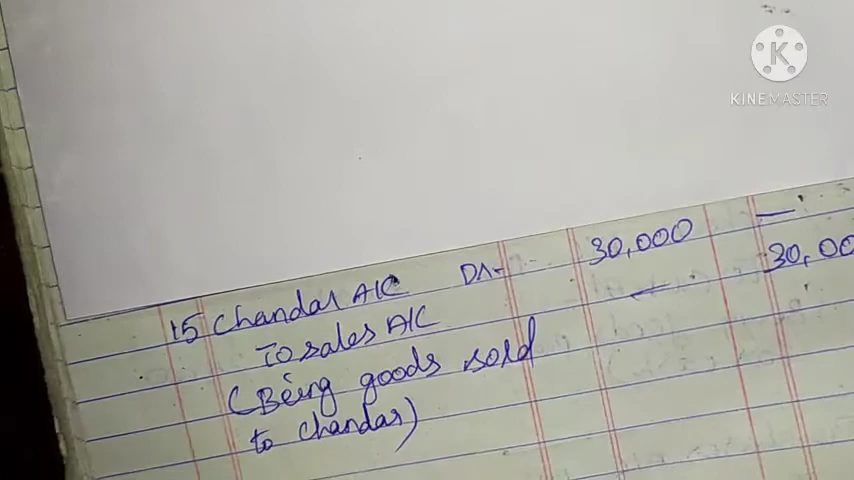 K
KINEMASTER
15 Chandar A/C Dr 30,000 —
To sales A/C — 30,00
(Being goods sold
to chandar)